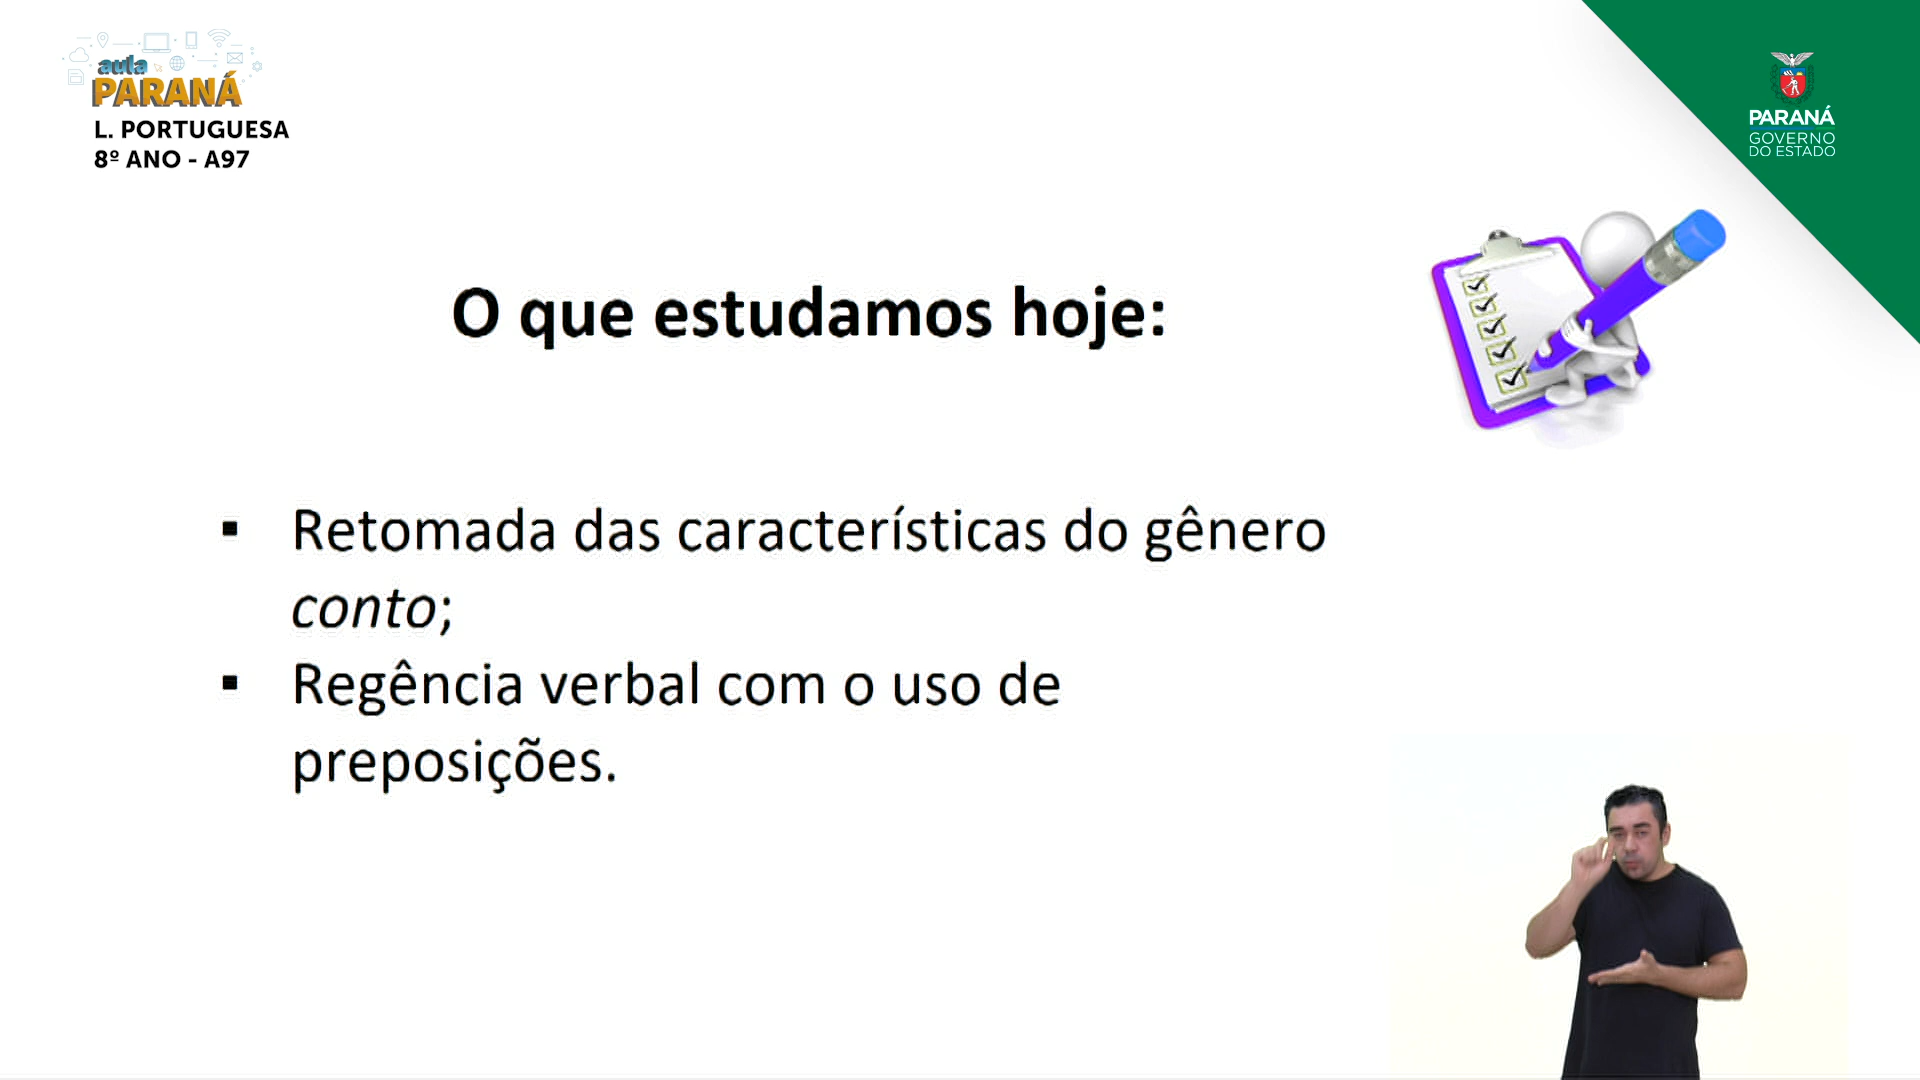 aula
PARANÁ
L. PORTUGUESA
8º ANO - A97
PARANÁ
GOVERNO
DO ESTADO
O que estudamos hoje:
▪ Retomada das características do gênero
conto;
▪ Regência verbal com o uso de
preposições.